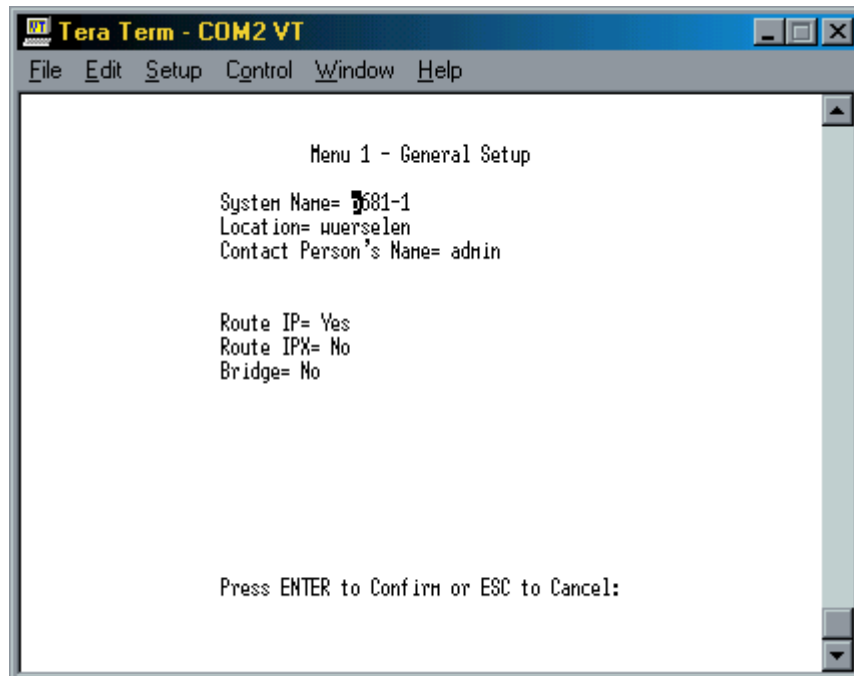 Tera Term - COM2 VT
File Edit Setup Control Window Help
Menu 1 - General Setup
System Name= p681-1
Location= wuerselen
Contact Person's Name= admin
Route IP= Yes
Route IPX= No
Bridge= No
Press ENTER to Confirm or ESC to Cancel: